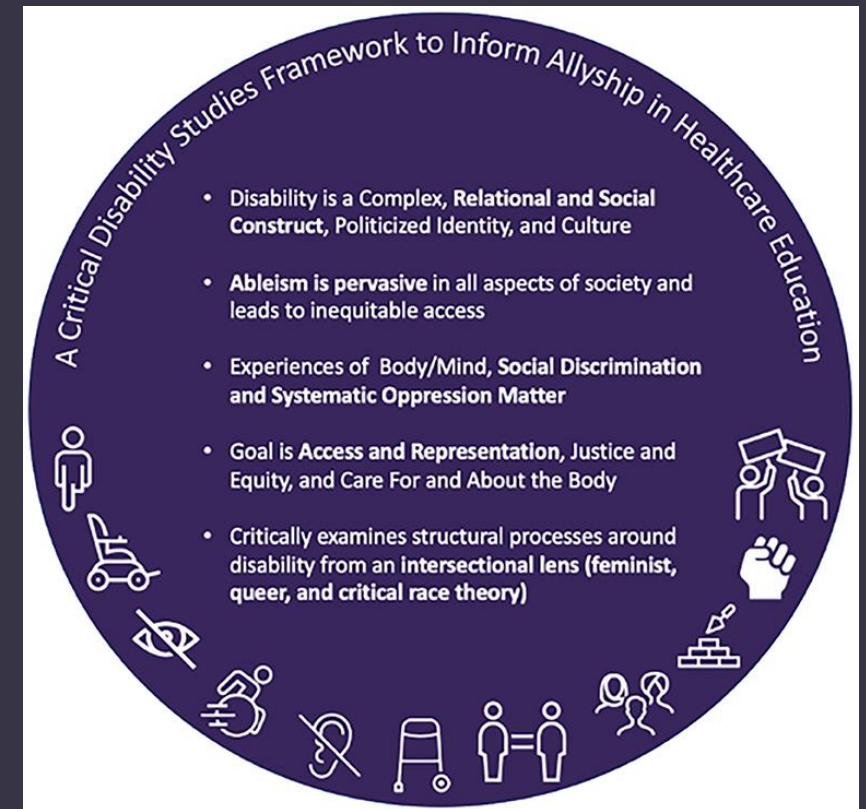 A Critical Disability Studies Framework to Inform Allyship in Healthcare Education
• Disability is a Complex, Relational and Social
Construct, Politicized Identity, and Culture
• Ableism is pervasive in all aspects of society and
leads to inequitable access
• Experiences of Body/Mind, Social Discrimination
and Systematic Oppression Matter
• Goal is Access and Representation, Justice and
Equity, and Care For and About the Body
• Critically examines structural processes around
disability from an intersectional lens (feminist,
queer, and critical race theory)